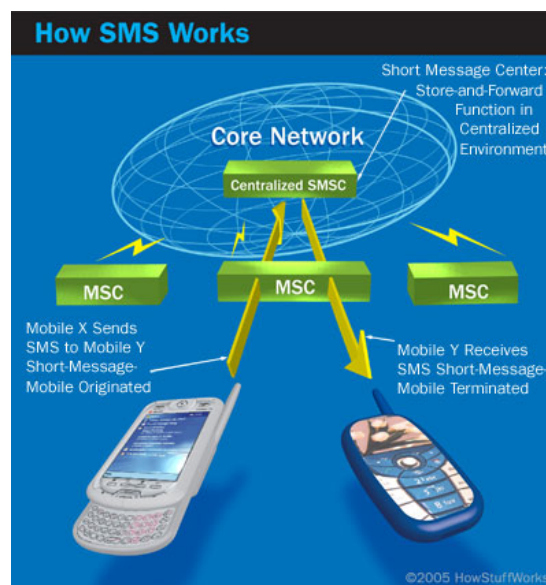 How SMS Works
Short Message Center:
Store-and-Forward
Function in
Centralized
Environment
Core Network
Centralized SMSC
MSC
MSC
MSC
Mobile X Sends
SMS to Mobile Y
Short-Message-
Mobile Originated
Mobile Y Receives
SMS Short-Message-
Mobile Terminated
©2005 HowStuffWorks